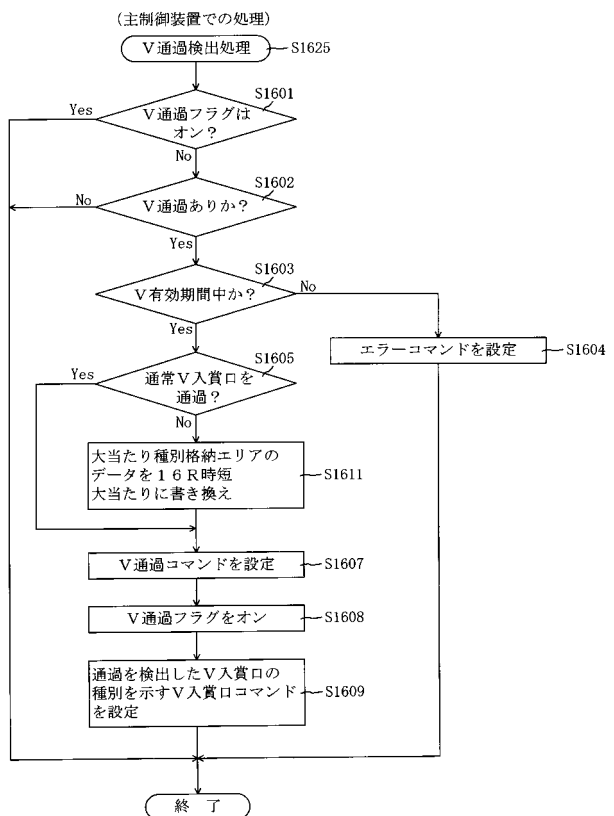 (主制御装置での処理)
V通過検出処理
S1625
S1601
Yes
V通過フラグは
オン?
No
S1602
No
V通過ありか?
Yes
S1603
No
V有効期間中か?
Yes
エラーコマンドを設定
S1604
S1605
Yes
通常V入賞口を
通過?
No
大当たり種別格納エリアの
データを16R時短
大当たりに書き換え
S1611
V通過コマンドを設定
S1607
V通過フラグをオン
S1608
通過を検出したV入賞口の
種別を示すV入賞口コマンド
を設定
S1609
終 了